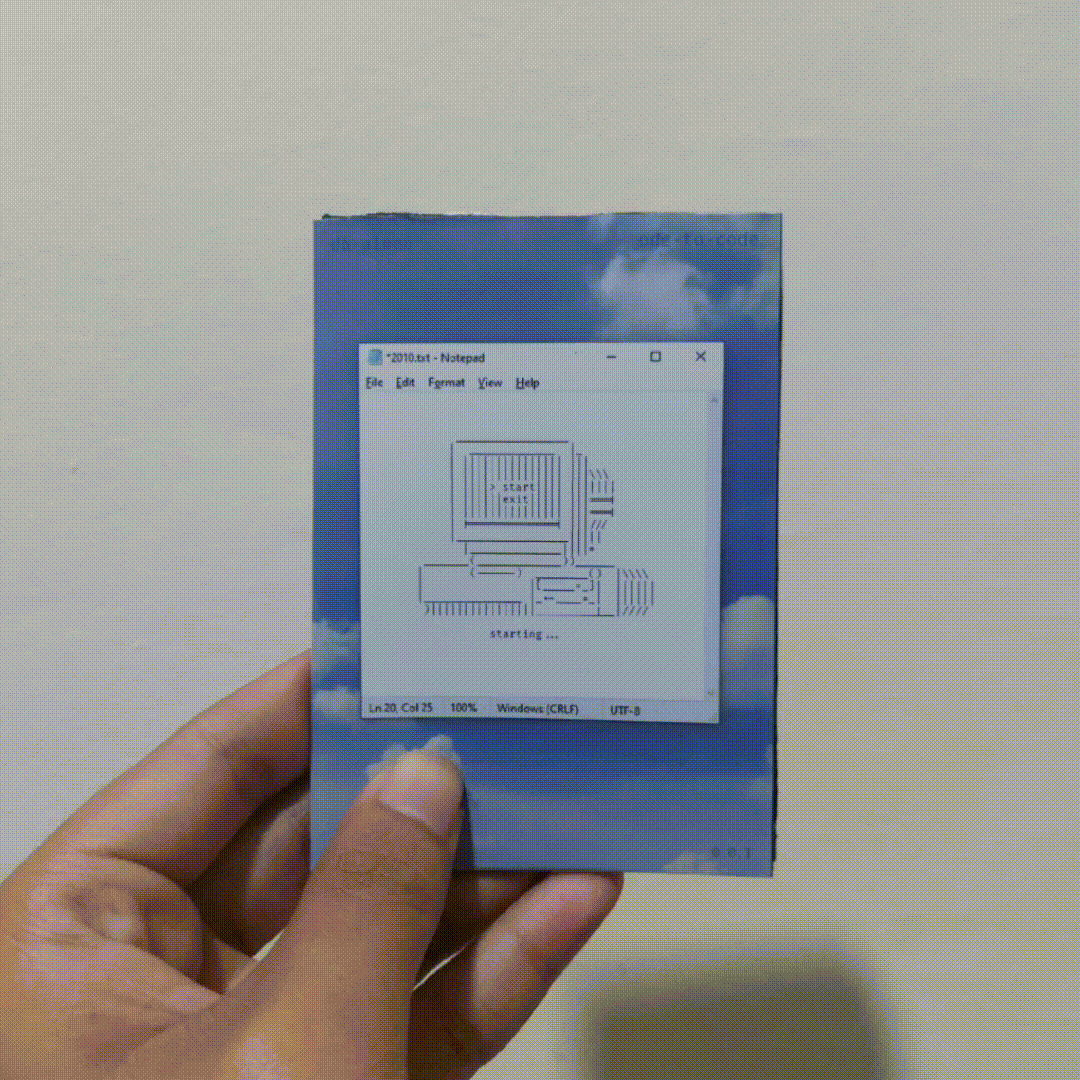 ode-to-code
*2010.txt - Notepad
File Edit Format View Help
> start
exit
starting...
Ln 20, Col 25 100% Windows (CRLF) UTF-8
0.0.1